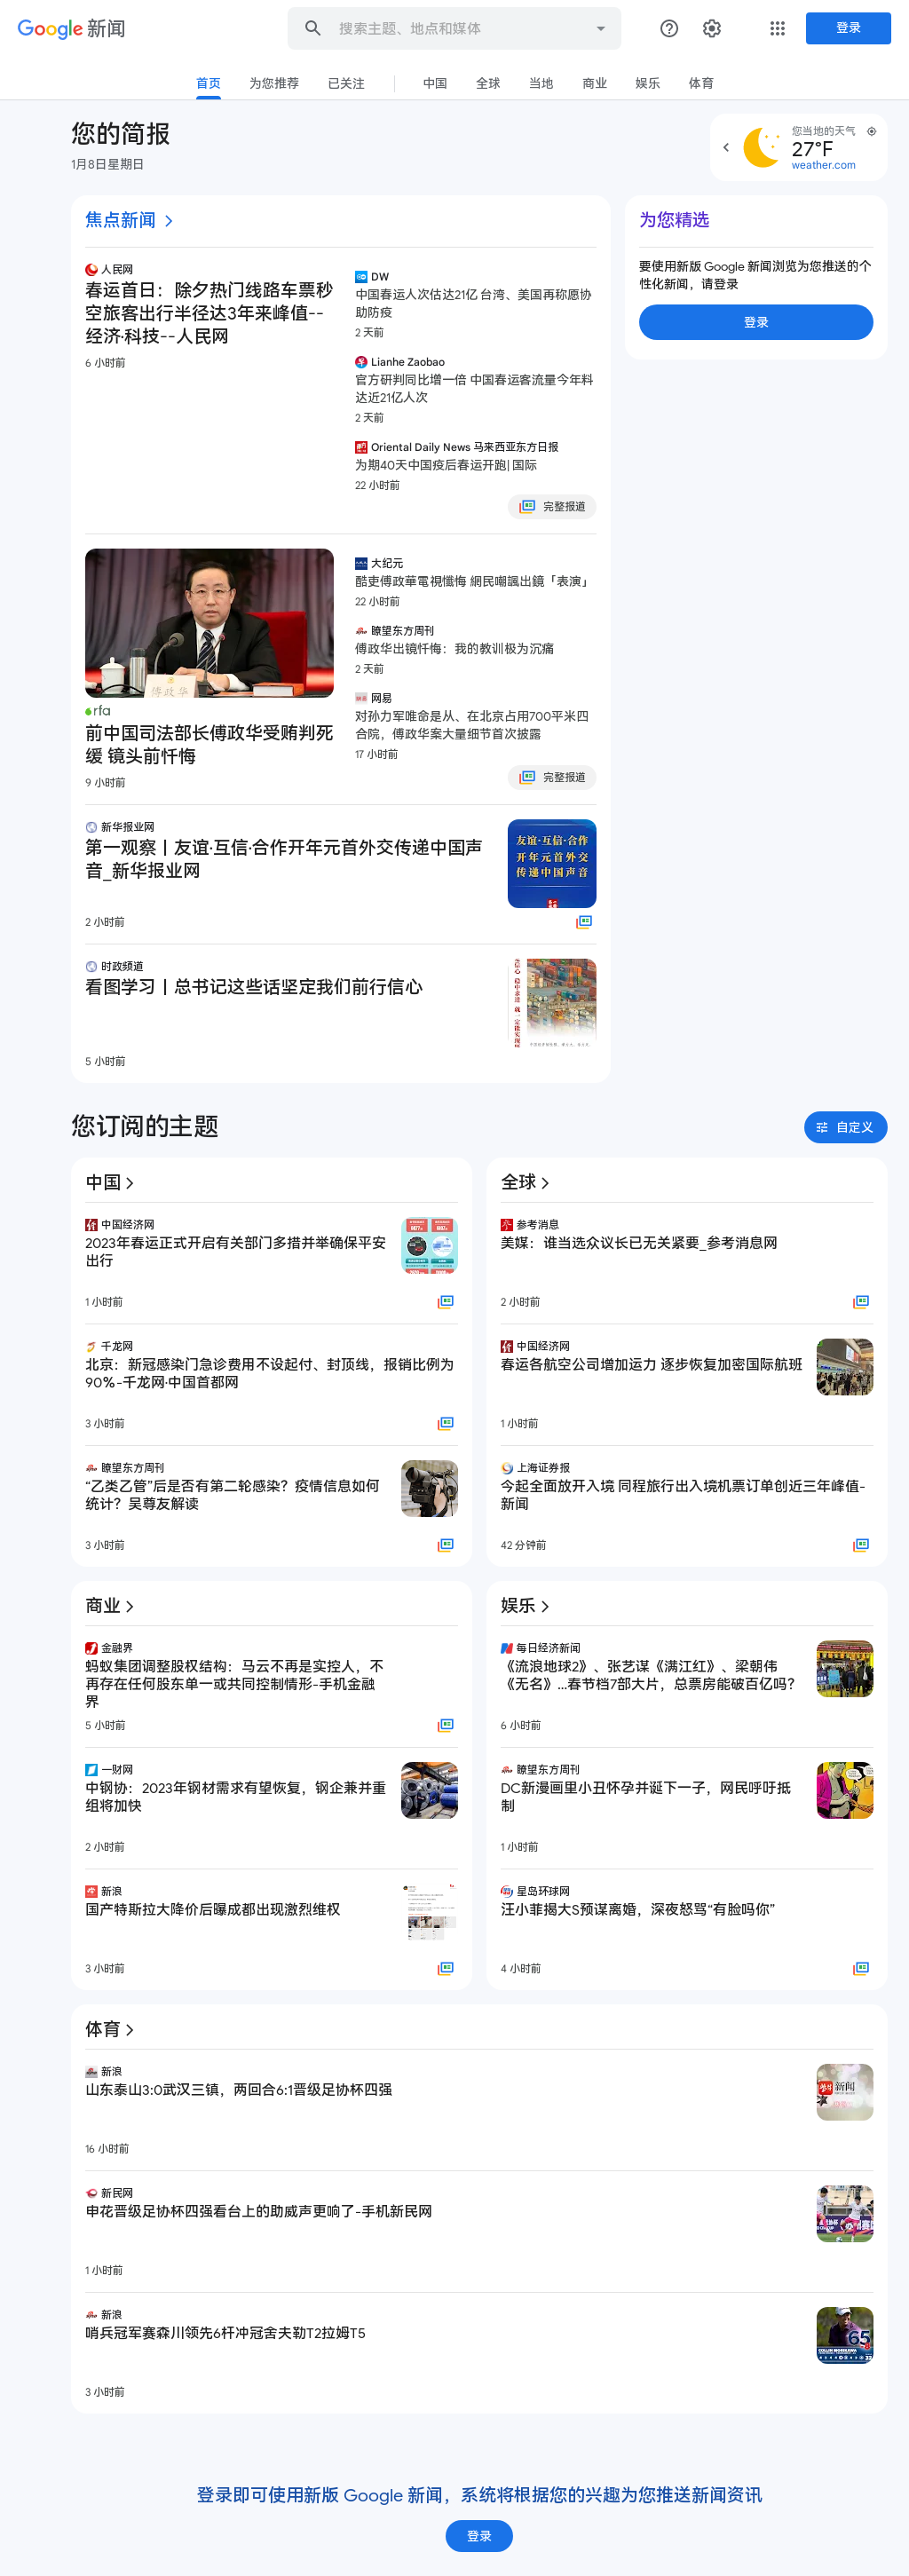 Google 新闻
搜索主题、地点和媒体
登录
首页
为您推荐
已关注
中国
全球
当地
商业
娱乐
体育
您的简报
1月8日星期日
您当地的天气
27°F
weather.com
焦点新闻
人民网
春运首日：除夕热门线路车票秒
空旅客出行半径达3年来峰值--
经济·科技--人民网
6 小时前
DW
中国春运人次估达21亿 台湾、美国再称愿协
助防疫
2 天前
Lianhe Zaobao
官方研判同比增一倍 中国春运客流量今年料
达近21亿人次
2 天前
Oriental Daily News 马来西亚东方日报
为期40天中国疫后春运开跑| 国际
22 小时前
完整报道
为您精选
要使用新版 Google 新闻浏览为您推送的个
性化新闻，请登录
登录
傅政华
rfa
前中国司法部长傅政华受贿判死
缓 镜头前忏悔
9 小时前
大纪元
酷吏傅政華電視懺悔 網民嘲諷出鏡「表演」
22 小时前
瞭望东方周刊
傅政华出镜忏悔：我的教训极为沉痛
2 天前
网易
对孙力军唯命是从、在北京占用700平米四
合院，傅政华案大量细节首次披露
17 小时前
完整报道
新华报业网
第一观察丨友谊·互信·合作开年元首外交传递中国声
音_新华报业网
2 小时前
友谊·互信·合作
开年元首外交
传递中国声音
时政频道
看图学习丨总书记这些话坚定我们前行信心
5 小时前
您订阅的主题
自定义
中国
中国经济网
2023年春运正式开启有关部门多措并举确保平安
出行
1 小时前
千龙网
北京：新冠感染门急诊费用不设起付、封顶线，报销比例为
90%-千龙网·中国首都网
3 小时前
瞭望东方周刊
“乙类乙管”后是否有第二轮感染？疫情信息如何
统计？吴尊友解读
3 小时前
全球
参考消息
美媒：谁当选众议长已无关紧要_参考消息网
2 小时前
中国经济网
春运各航空公司增加运力 逐步恢复加密国际航班
1 小时前
上海证券报
今起全面放开入境 同程旅行出入境机票订单创近三年峰值-
新闻
42 分钟前
商业
金融界
蚂蚁集团调整股权结构：马云不再是实控人，不
再存在任何股东单一或共同控制情形-手机金融
界
5 小时前
一财网
中钢协：2023年钢材需求有望恢复，钢企兼并重
组将加快
2 小时前
新浪
国产特斯拉大降价后曝成都出现激烈维权
3 小时前
娱乐
每日经济新闻
《流浪地球2》、张艺谋《满江红》、梁朝伟
《无名》...春节档7部大片，总票房能破百亿吗？
6 小时前
瞭望东方周刊
DC新漫画里小丑怀孕并诞下一子，网民呼吁抵
制
1 小时前
星岛环球网
汪小菲揭大S预谋离婚，深夜怒骂“有脸吗你”
4 小时前
体育
新浪
山东泰山3:0武汉三镇，两回合6:1晋级足协杯四强
16 小时前
新闻
新民网
申花晋级足协杯四强看台上的助威声更响了-手机新民网
1 小时前
新浪
哨兵冠军赛森川领先6杆冲冠舍夫勒T2拉姆T5
3 小时前
65
登录即可使用新版 Google 新闻，系统将根据您的兴趣为您推送新闻资讯
登录